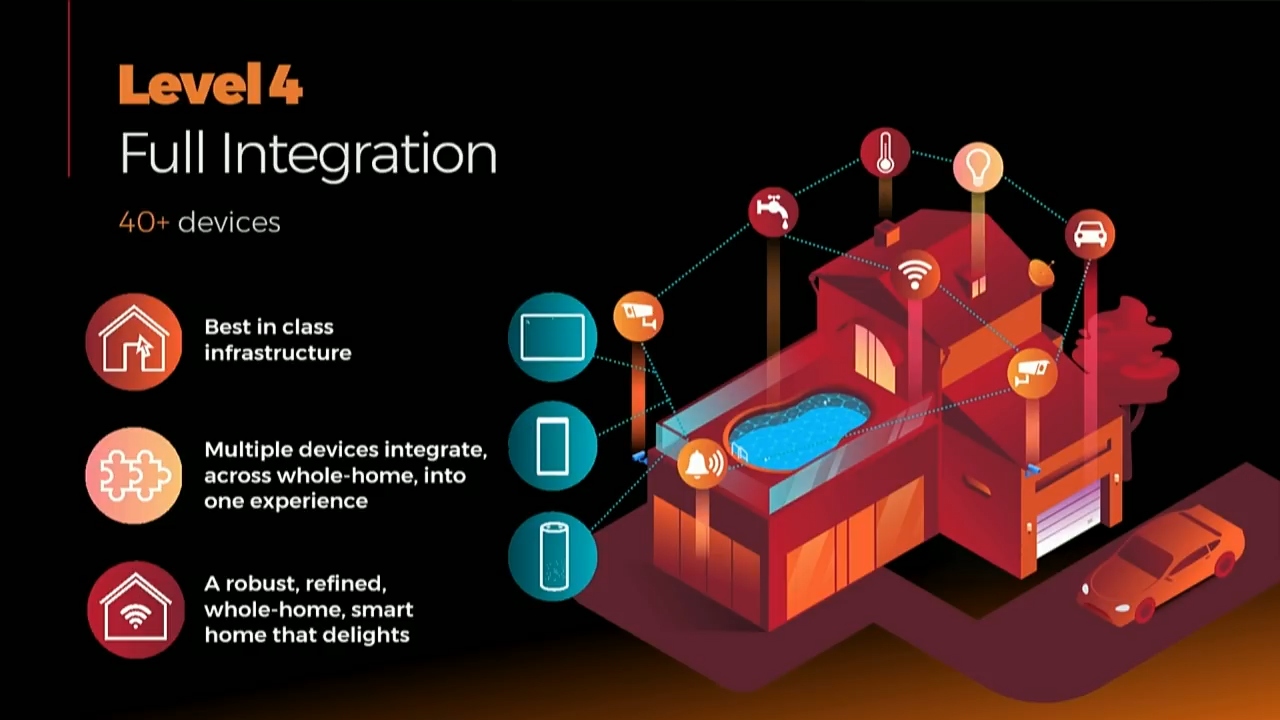 Level 4
Full Integration
40+ devices
Best in class
infrastructure
Multiple devices integrate,
across whole-home, into
one experience
A robust, refined,
whole-home, smart
home that delights